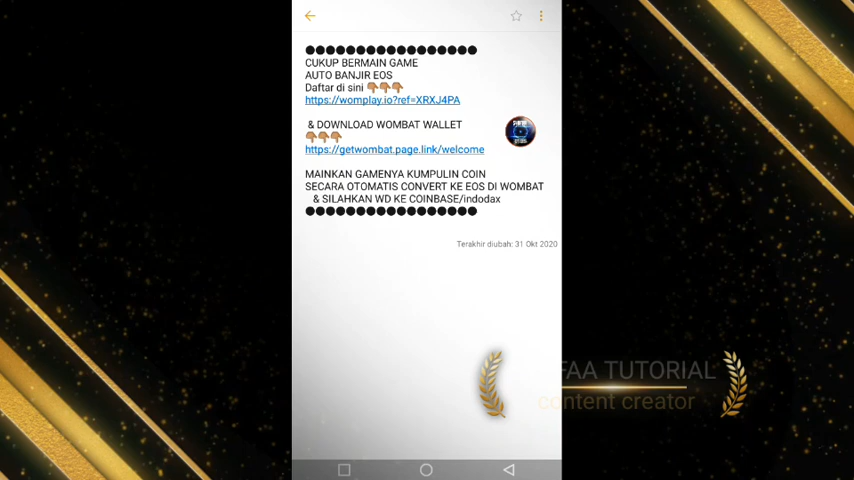 ●●●●●●●●●●●●●●●●●
CUKUP BERMAIN GAME
AUTO BANJIR EOS
Daftar di sini 👇🏽👇🏽👇🏽
https://womplay.io?ref=XRXJ4PA
& DOWNLOAD WOMBAT WALLET
👇🏽👇🏽👇🏽
https://getwombat.page.link/welcome
MAINKAN GAMENYA KUMPULIN COIN
SECARA OTOMATIS CONVERT KE EOS DI WOMBAT
& SILAHKAN WD KE COINBASE/indodax
●●●●●●●●●●●●●●●●●
Terakhir diubah: 31 Okt 2020
FAA TUTORIAL
content creator